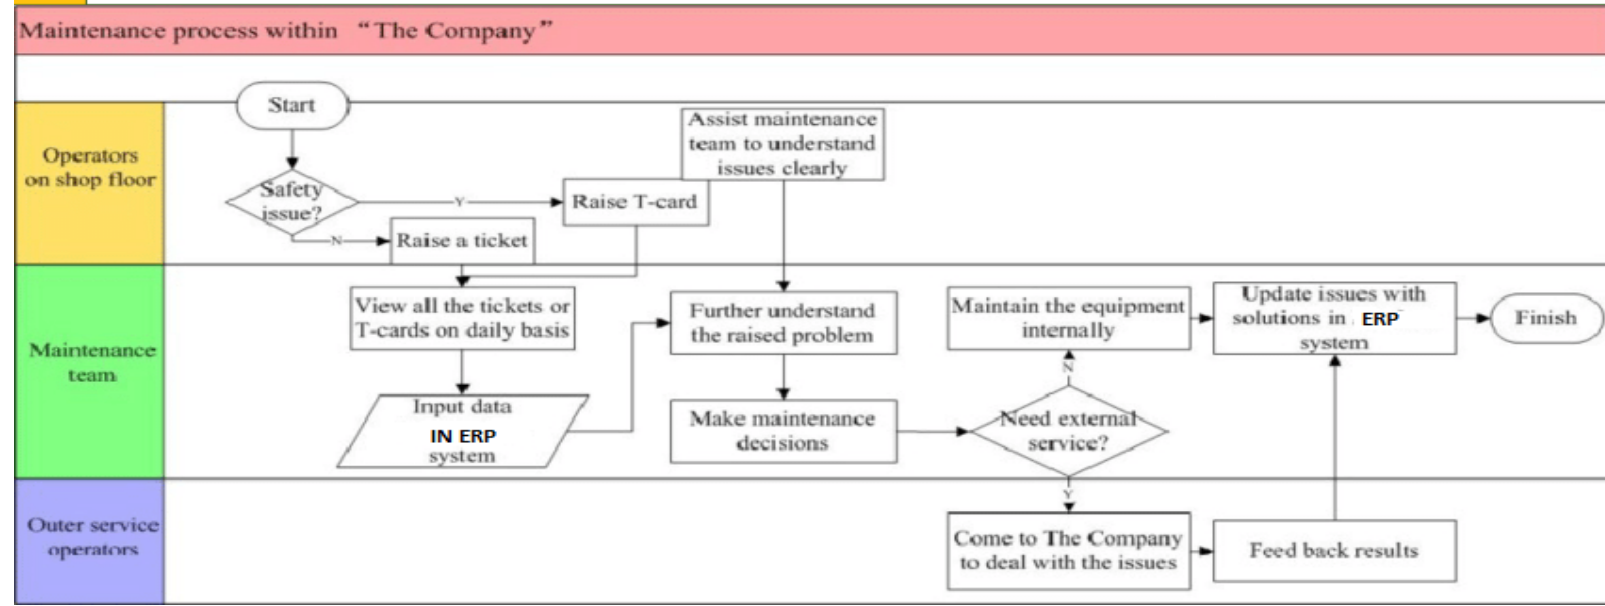 Maintenance process within “The Company”
Start
Operators
on shop floor
Safety
issue?
Y
N
Raise a ticket
Raise T-card
Assist maintenance
team to understand
issues clearly
Maintenance
team
View all the tickets or
T-cards on daily basis
Input data
IN ERP
system
Further understand
the raised problem
Make maintenance
decisions
Need external
service?
N
Y
Maintain the equipment
internally
Update issues with
solutions in ERP
system
Finish
Outer service
operators
Come to The Company
to deal with the issues
Feed back results